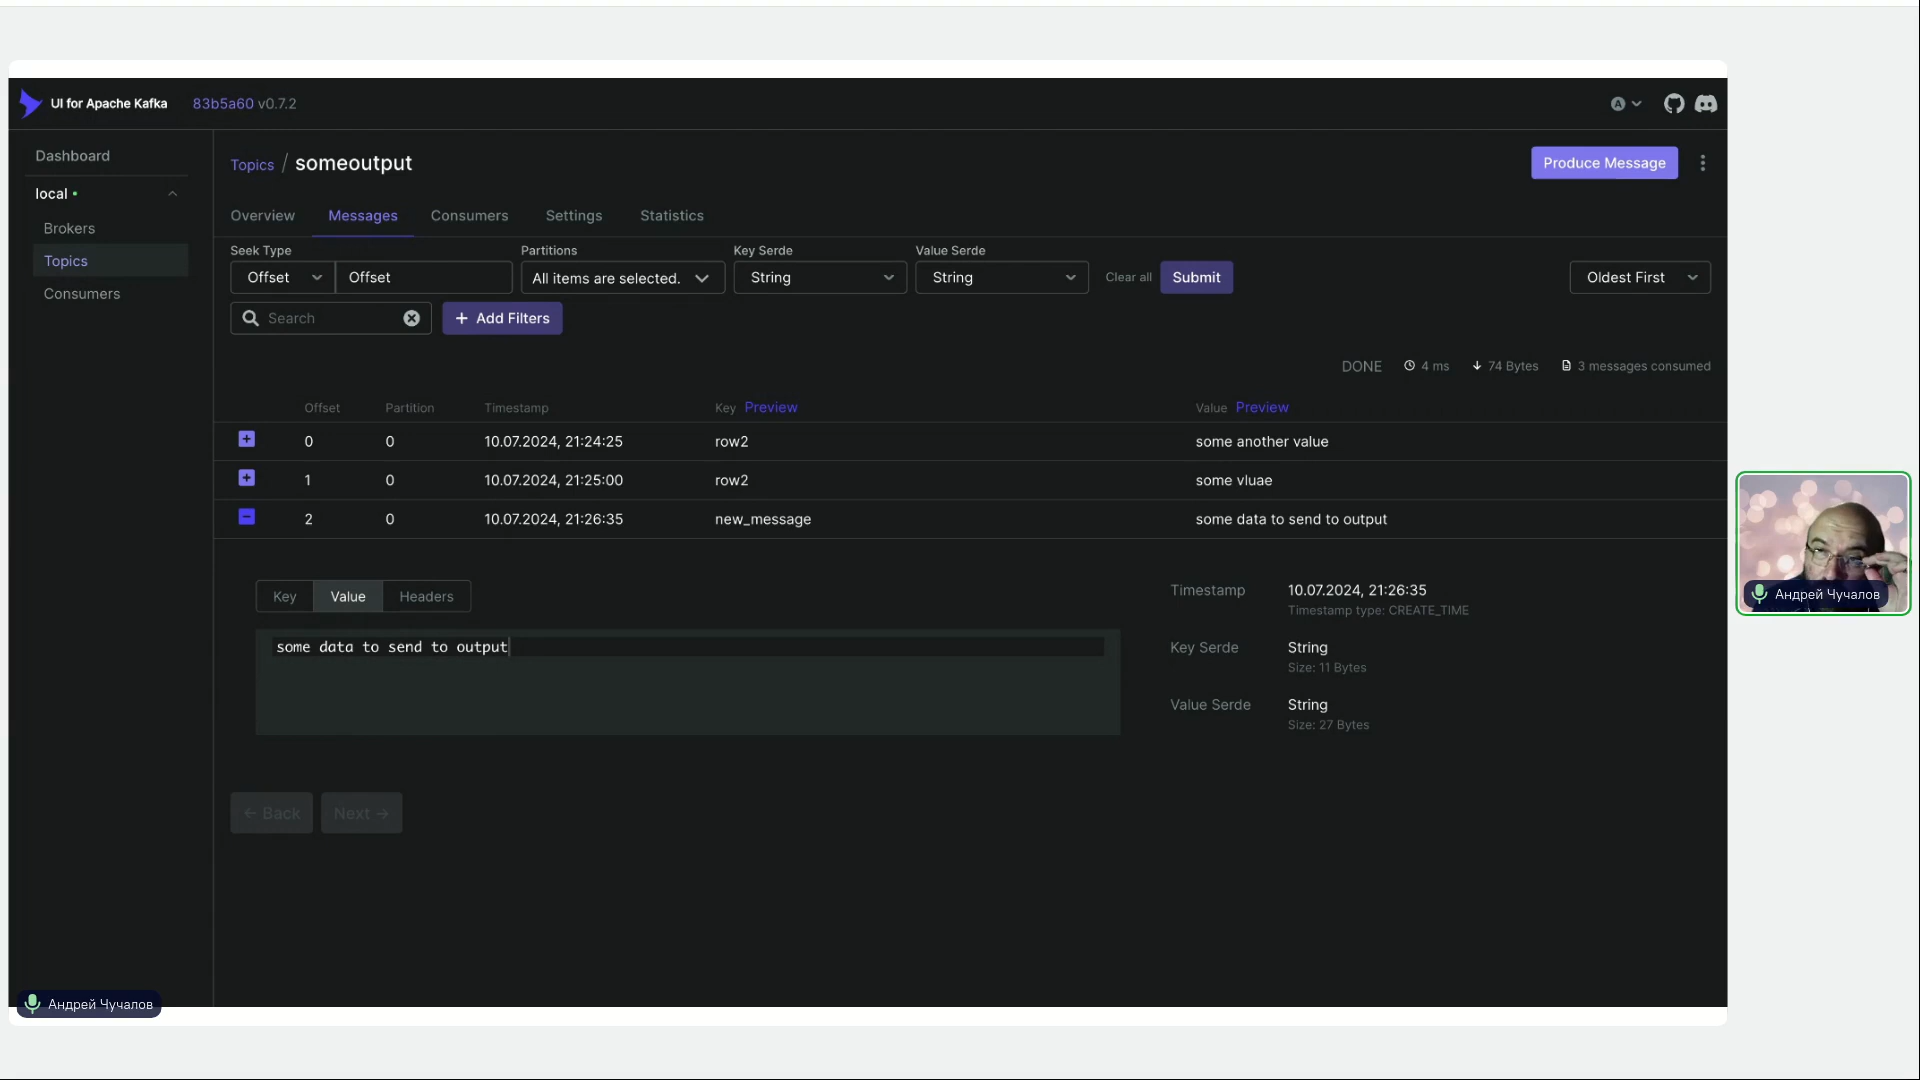 UI for Apache Kafka 83b5a60 v0.7.2 A
Dashboard
local
Brokers
Topics
Consumers
Topics / someoutput
Produce Message
Overview Messages Consumers Settings Statistics
Seek Type Partitions Key Serde Value Serde
Offset Offset All items are selected. String String Clear all Submit Oldest First
Search + Add Filters
DONE 4 ms 74 Bytes 3 messages consumed
Offset Partition Timestamp Key Preview Value Preview
0 0 10.07.2024, 21:24:25 row2 some another value
1 0 10.07.2024, 21:25:00 row2 some vluae
2 0 10.07.2024, 21:26:35 new_message some data to send to output
Key Value Headers
some data to send to output
Timestamp 10.07.2024, 21:26:35
Timestamp type: CREATE_TIME
Key Serde String
Size: 11 Bytes
Value Serde String
Size: 27 Bytes
← Back Next →
Андрей Чучалов
Андрей Чучалов